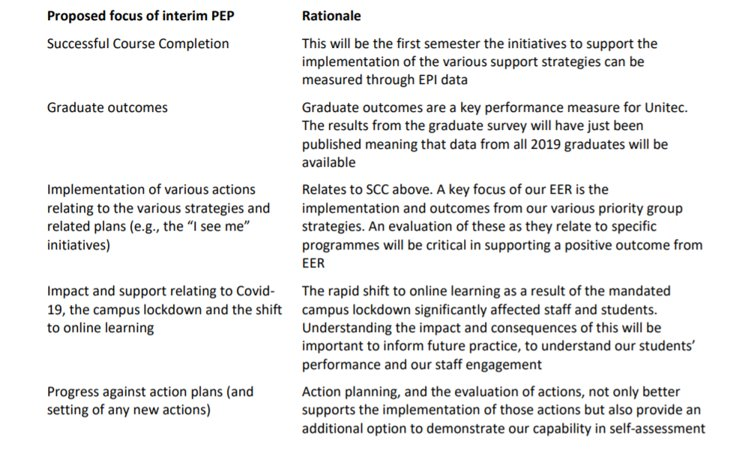 Proposed focus of interim PEP
Rationale
Successful Course Completion
This will be the first semester the initiatives to support the
implementation of the various support strategies can be
measured through EPI data
Graduate outcomes
Graduate outcomes are a key performance measure for Unitec.
The results from the graduate survey will have just been
published meaning that data from all 2019 graduates will be
available
Implementation of various actions
relating to the various strategies and
related plans (e.g., the “I see me”
initiatives)
Relates to SCC above. A key focus of our EER is the
implementation and outcomes from our various priority group
strategies. An evaluation of these as they relate to specific
programmes will be critical in supporting a positive outcome from
EER
Impact and support relating to Covid-
19, the campus lockdown and the shift
to online learning
The rapid shift to online learning as a result of the mandated
campus lockdown significantly affected staff and students.
Understanding the impact and consequences of this will be
important to inform future practice, to understand our students’
performance and our staff engagement
Progress against action plans (and
setting of any new actions)
Action planning, and the evaluation of actions, not only better
supports the implementation of those actions but also provide an
additional option to demonstrate our capability in self-assessment